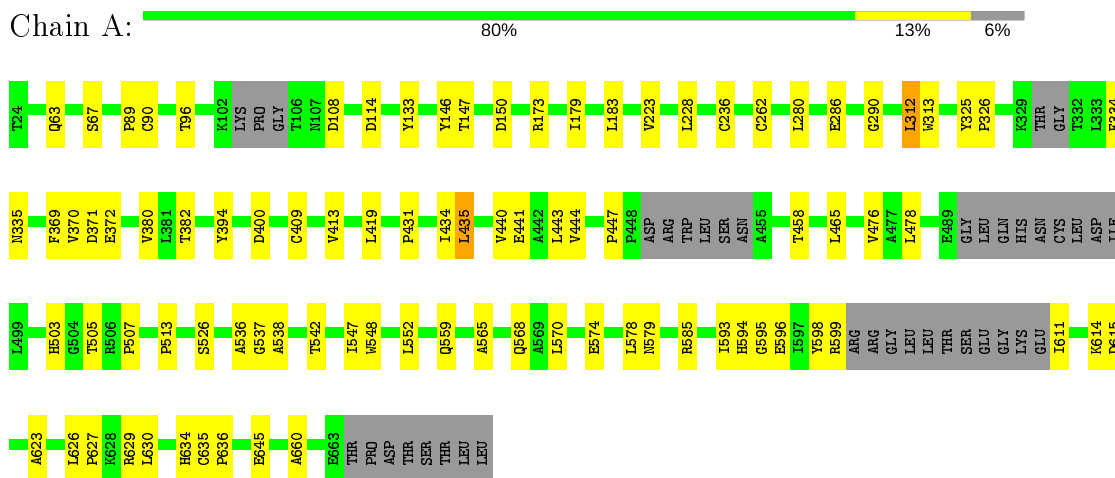 Chain A:
80% 13% 6%
T24 Q63 S67 P89 C90 T96 K102 LYS PRO GLY T106 N107 D108 D114 Y133 Y146 T147 D150 R173 I179 L183 V223 L228 C236 C262 L280 E286 G290 L312 W313 Y325 P326 K329 THR GLY T332 L333
N335 F369 V370 D371 E372 V380 L381 T382 Y394 D400 C409 V413 L419 P431 I434 L435 V440 E441 A442 L443 V444 P447 P448 ASP ARG TRP LEU SER ASN A455 T458 L465 V476 A477 L478 E489 GLY LEU GLN HIS ASN CYS LEU ASP
L499 H503 G504 T505 R506 P507 P513 S526 A536 G537 A538 T542 I547 W548 L552 Q559 A565 Q568 A569 L570 E574 L578 N579 R585 I593 H594 G595 E596 I597 Y598 R599 ARG ARG GLY LEU LEU THR SER GLU GLY LYS GLU I611 K614
A623 L626 P627 K628 R629 L630 H634 C635 P636 E645 A660 E663 THR PRO ASP THR SER THR LEU LEU